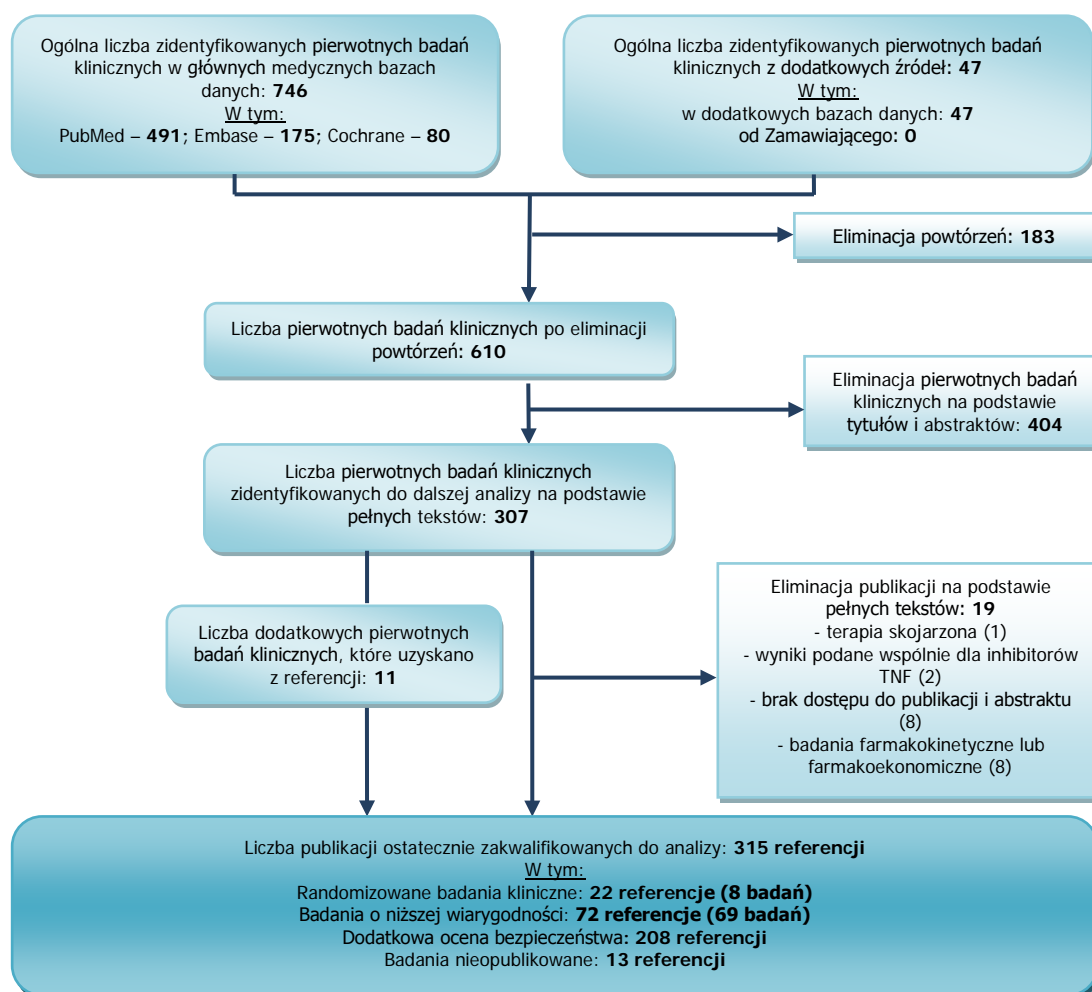 Ogólna liczba zidentyfikowanych pierwotnych badań
klinicznych w głównych medycznych bazach
danych: 746
W tym:
PubMed – 491; Embase – 175; Cochrane – 80
Ogólna liczba zidentyfikowanych pierwotnych badań
klinicznych z dodatkowych źródeł: 47
W tym:
w dodatkowych bazach danych: 47
od Zamawiającego: 0
Eliminacja powtórzeń: 183
Liczba pierwotnych badań klinicznych po eliminacji
powtórzeń: 610
Eliminacja pierwotnych badań
klinicznych na podstawie
tytułów i abstraktów: 404
Liczba pierwotnych badań klinicznych
zidentyfikowanych do dalszej analizy na podstawie
pełnych tekstów: 307
Liczba dodatkowych pierwotnych
badań klinicznych, które uzyskano
z referencji: 11
Eliminacja publikacji na podstawie
pełnych tekstów: 19
- terapia skojarzona (1)
- wyniki podane wspólnie dla inhibitorów
TNF (2)
- brak dostępu do publikacji i abstraktu
(8)
- badania farmakokinetyczne lub
farmakoekonomiczne (8)
Liczba publikacji ostatecznie zakwalifikowanych do analizy: 315 referencji
W tym:
Randomizowane badania kliniczne: 22 referencje (8 badań)
Badania o niższej wiarygodności: 72 referencje (69 badań)
Dodatkowa ocena bezpieczeństwa: 208 referencji
Badania nieopublikowane: 13 referencji